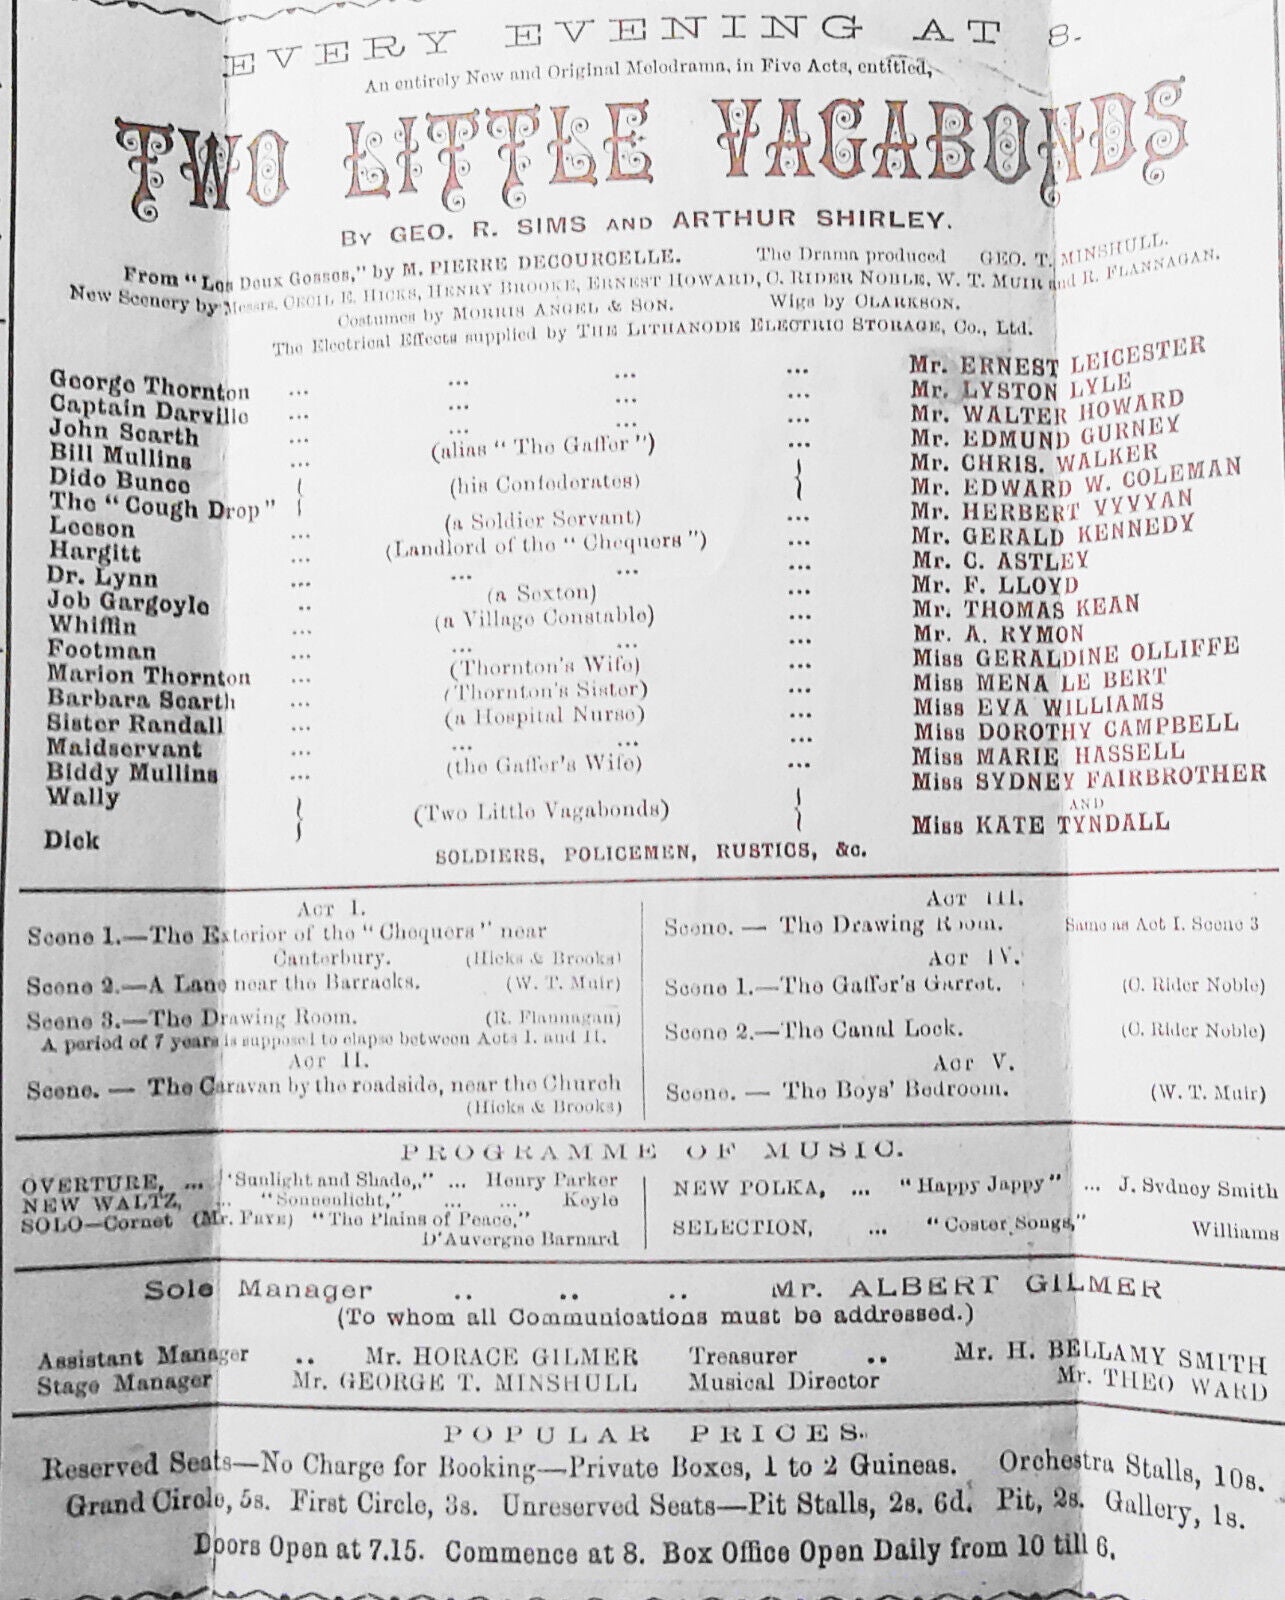 EVERY EVENING AT 8.
An entirely New and Original Melodrama, in Five Acts, entitled,
TWO LITTLE VAGABONDS
BY GEO. R. SIMS AND ARTHUR SHIRLEY.
From "Les Deux Gosses," by M. PIERRE DECOURCELLE. The Drama produced GEO. T. MINSHULL.
New Scenery by Messrs. CECIL E. HICKS, HENRY BROOKE, ERNEST HOWARD, C. RIDER NOBLE, W. T. MUIR and R. FLANNAGAN.
Costumes by MORRIS ANGEL & SON. Wigs by CLARKSON.
The Electrical Effects supplied by THE LITHANODE ELECTRIC STORAGE, Co., Ltd.
George Thornton ... ... ... ... Mr. ERNEST LEICESTER
Captain Darville ... ... ... Mr. LYSTON LYLE
John Scarth ... ... ... ... Mr. WALTER HOWARD
Bill Mullins ... (alias "The Gaffer") ... Mr. EDMUND GURNEY
Dido Bunce { (his Confederates) } Mr. CHRIS. WALKER
The "Cough Drop" Mr. EDWARD W. COLEMAN
Leeson ... (a Soldier Servant) ... Mr. HERBERT VYVYAN
Hargitt ... (Landlord of the "Chequers") ... Mr. GERALD KENNEDY
Dr. Lynn ... ... ... ... Mr. C. ASTLEY
Job Gargoyle .. (a Sexton) ... Mr. F. LLOYD
Whiffin ... (a Village Constable) ... Mr. THOMAS KEAN
Footman ... ... ... ... Mr. A. RYMON
Marion Thornton ... (Thornton's Wife) ... Miss GERALDINE OLLIFFE
Barbara Scarth ... (Thornton's Sister) ... Miss MENA LE BERT
Sister Randall ... (a Hospital Nurse) ... Miss EVA WILLIAMS
Maidservant ... ... ... ... Miss DOROTHY CAMPBELL
Biddy Mullins ... (the Gaffer's Wife) ... Miss MARIE HASSELL
Wally Miss SYDNEY FAIRBROTHER
{ (Two Little Vagabonds) } AND
Dick Miss KATE TYNDALL
SOLDIERS, POLICEMEN, RUSTICS, &c.
ACT I.
Scene 1.—The Exterior of the "Chequers" near
Canterbury. (Hicks & Brooks)
Scene 2.—A Lane near the Barracks. (W. T. Muir)
Scene 3.—The Drawing Room. (R. Flannagan)
A period of 7 years is supposed to elapse between Acts I. and II.
ACT II.
Scene. — The Caravan by the roadside, near the Church
(Hicks & Brooks)
ACT III.
Scene. — The Drawing Room. Same as Act I. Scene 3
ACT IV.
Scene 1.—The Gaffer's Garret. (C. Rider Noble)
Scene 2.—The Canal Lock. (C. Rider Noble)
ACT V.
Scene. — The Boys' Bedroom. (W. T. Muir)
PROGRAMME OF MUSIC.
OVERTURE, ... "Sunlight and Shade," ... Henry Parker
NEW WALTZ, ... "Sonnenlicht," ... ... Keyle
SOLO—Cornet (Mr. FRYE) "The Plains of Peace,"
D'Auvergne Barnard
NEW POLKA, ... "Happy Jappy" ... J. Sydney Smith
SELECTION, ... "Coster Songs," Williams
Sole Manager .. .. .. Mr. ALBERT GILMER
(To whom all Communications must be addressed.)
Assistant Manager .. Mr. HORACE GILMER Treasurer .. Mr. H. BELLAMY SMITH
Stage Manager Mr. GEORGE T. MINSHULL Musical Director Mr. THEO WARD
POPULAR PRICES.
Reserved Seats—No Charge for Booking—Private Boxes, 1 to 2 Guineas. Orchestra Stalls, 10s.
Grand Circle, 5s. First Circle, 3s. Unreserved Seats—Pit Stalls, 2s. 6d. Pit, 2s. Gallery, 1s.
Doors Open at 7.15. Commence at 8. Box Office Open Daily from 10 till 6.